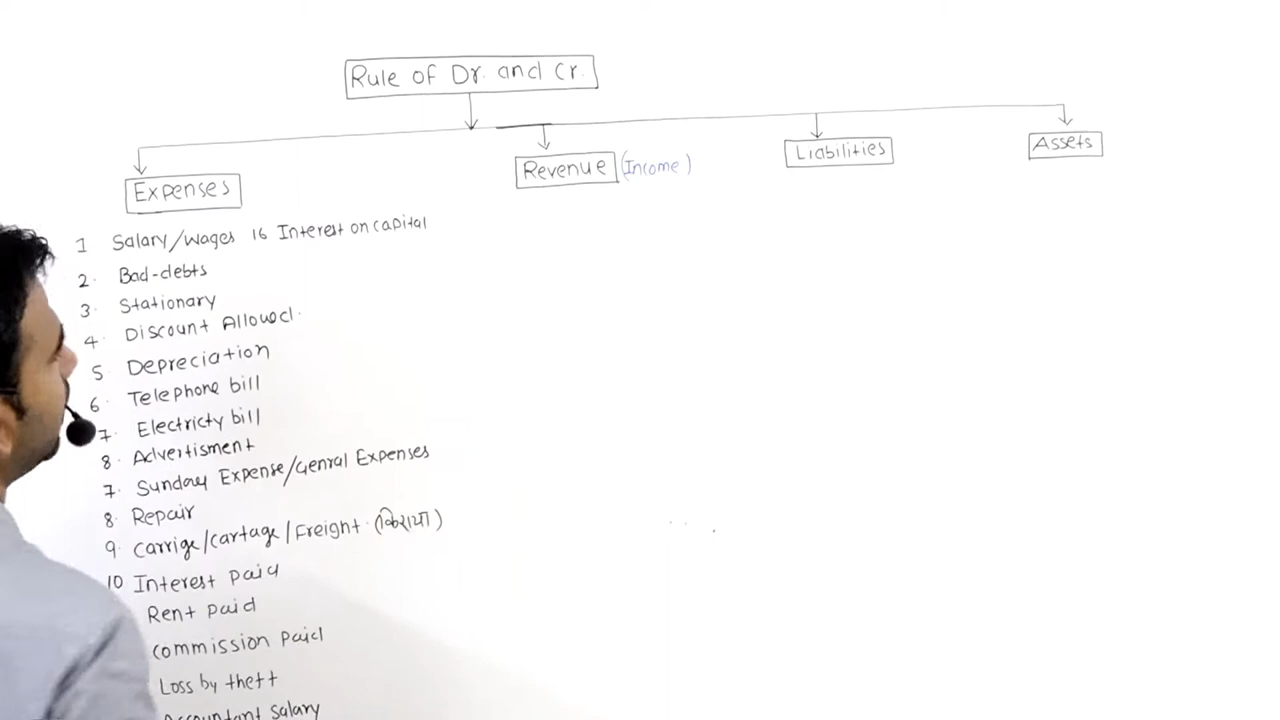 Rule of Dr. and Cr.
Expenses
Revenue (Income)
Liabilities
Assets
1 Salary/wages 16 Interest on capital
2. Bad-debts
3. Stationary
4. Discount Allowed.
5 Depreciation
6. Telephone bill
7. Electricty bill
8. Advertisment
7. Sunday Expense/Genral Expenses
8. Repair
9. Carrige/cartage/Freight. (किराया)
10 Interest paid
Rent paid
commission paid
Loss by theft
Accountant salary